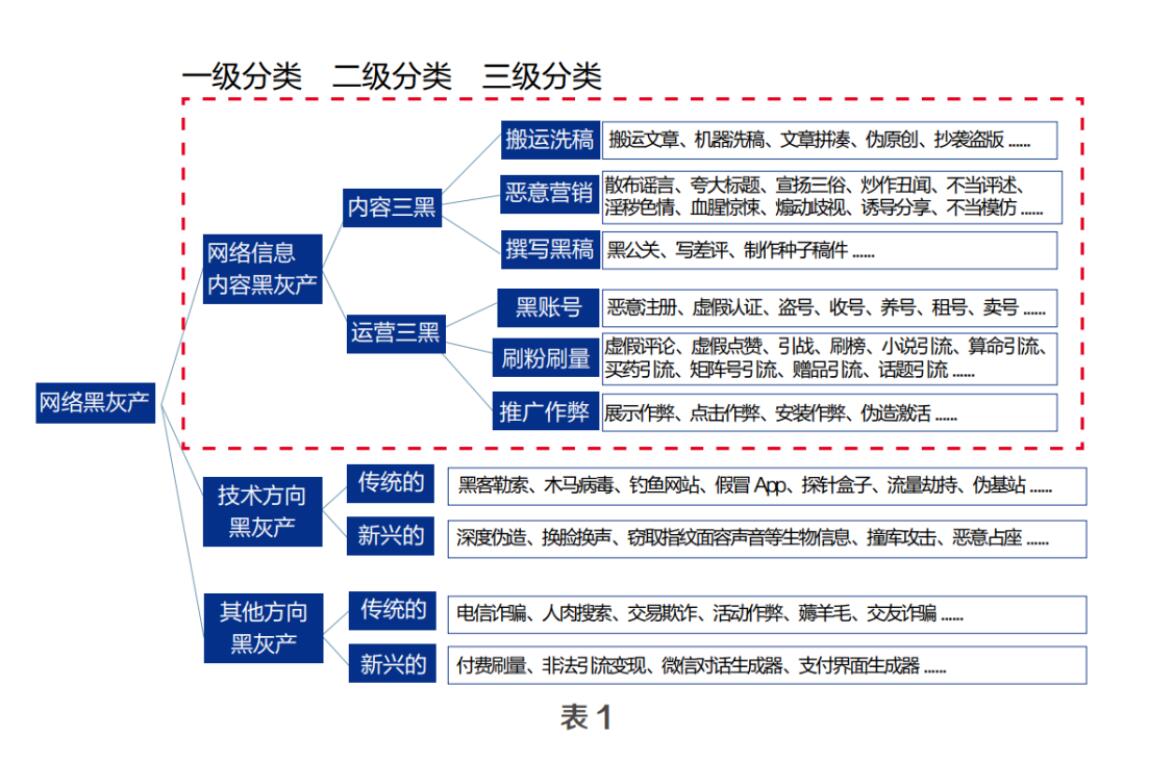 一级分类 二级分类 三级分类
搬运洗稿 搬运文章、机器洗稿、文章拼凑、伪原创、抄袭盗版 ......
恶意营销 散布谣言、夸大标题、宣扬三俗、炒作丑闻、不当评述、
淫秽色情、血腥惊悚、煽动歧视、诱导分享、不当模仿 ......
内容三黑
撰写黑稿 黑公关、写差评、制作种子稿件 ......
网络信息
内容黑灰产
黑账号 恶意注册、虚假认证、盗号、收号、养号、租号、卖号 ......
运营三黑
刷粉刷量 虚假评论、虚假点赞、引战、刷榜、小说引流、算命引流、
买药引流、矩阵号引流、赠品引流、话题引流 ......
推广作弊 展示作弊、点击作弊、安装作弊、伪造激活 ......
网络黑灰产
技术方向
黑灰产
传统的 黑客勒索、木马病毒、钓鱼网站、假冒 App、探针盒子、流量劫持、伪基站 ......
新兴的 深度伪造、换脸换声、窃取指纹面容声音等生物信息、撞库攻击、恶意占座 ......
其他方向
黑灰产
传统的 电信诈骗、人肉搜索、交易欺诈、活动作弊、薅羊毛、交友诈骗 ......
新兴的 付费刷量、非法引流变现、微信对话生成器、支付界面生成器 ......
表 1